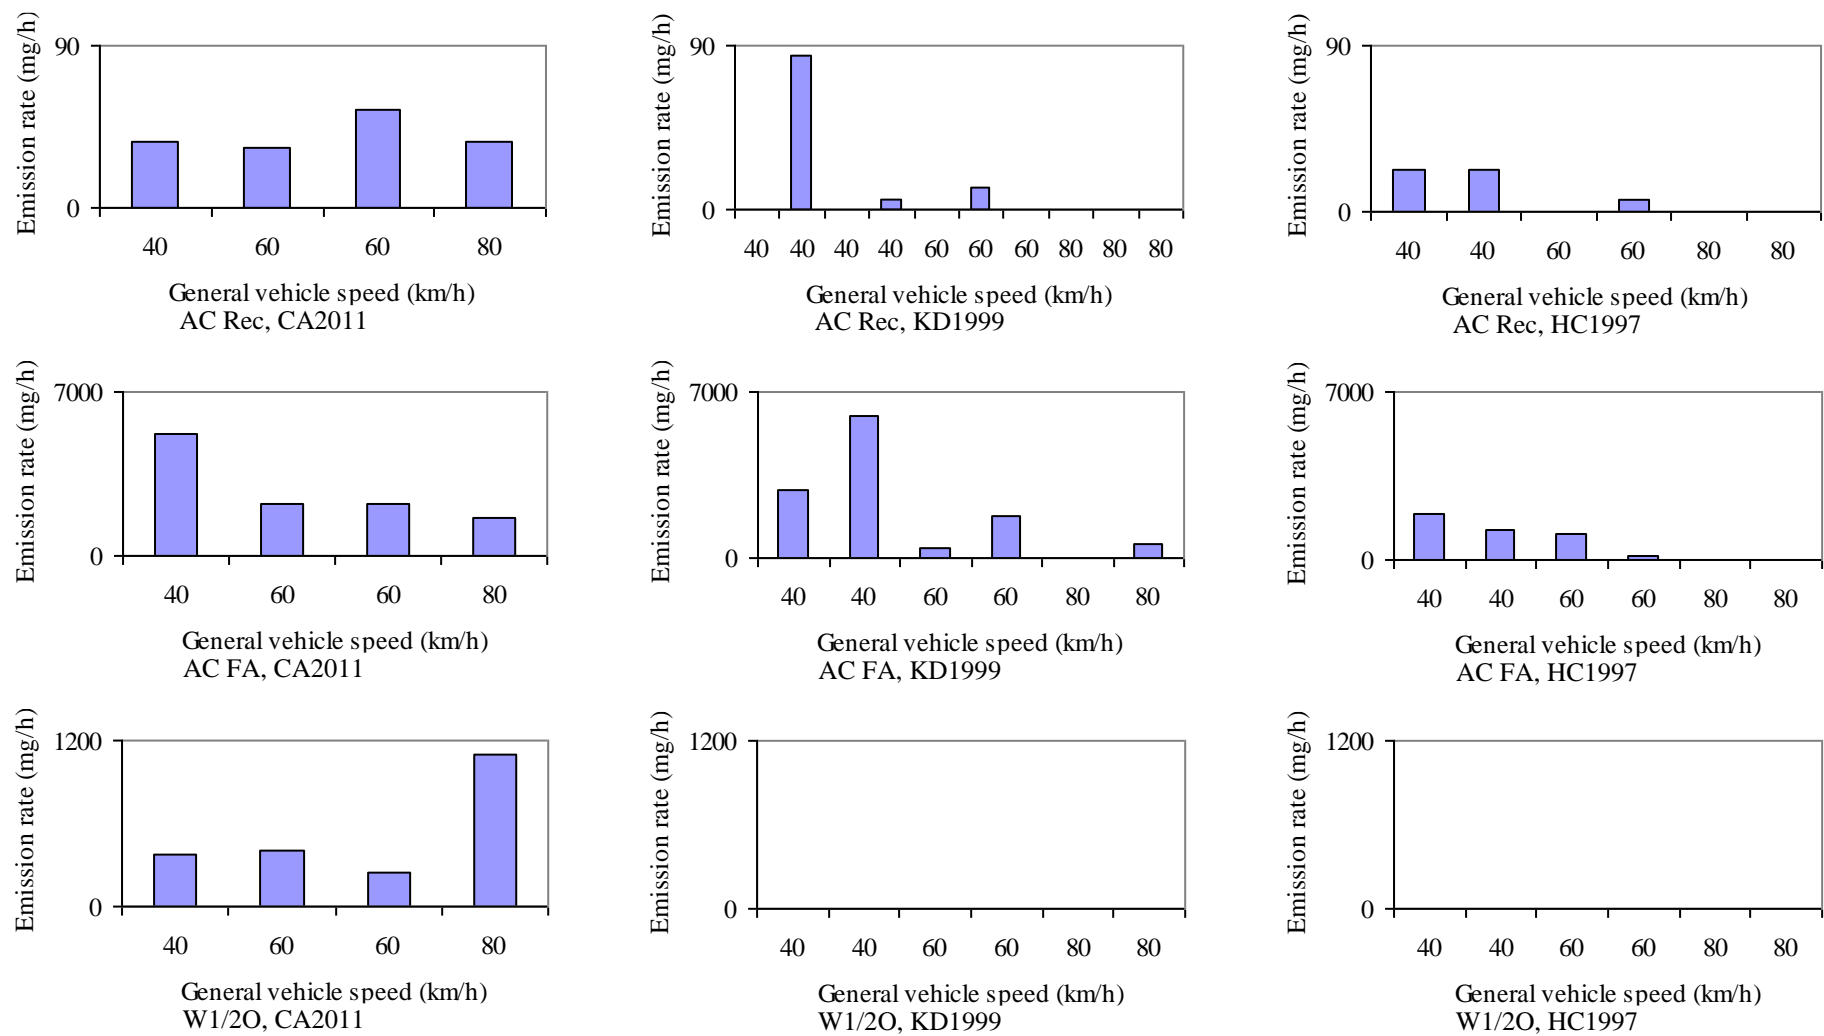 Emission rate (mg/h)
90
0
40 60 60 80
General vehicle speed (km/h)
AC Rec, CA2011
Emission rate (mg/h)
90
0
40 40 40 40 60 60 60 80 80 80
General vehicle speed (km/h)
AC Rec, KD1999
Emission rate (mg/h)
90
0
40 40 60 60 80 80
General vehicle speed (km/h)
AC Rec, HC1997
Emission rate (mg/h)
7000
0
40 60 60 80
General vehicle speed (km/h)
AC FA, CA2011
Emission rate (mg/h)
7000
0
40 40 60 60 80 80
General vehicle speed (km/h)
AC FA, KD1999
Emission rate (mg/h)
7000
0
40 40 60 60 80 80
General vehicle speed (km/h)
AC FA, HC1997
Emission rate (mg/h)
1200
0
40 60 60 80
General vehicle speed (km/h)
W1/2O, CA2011
Emission rate (mg/h)
1200
0
40 40 60 60 80 80
General vehicle speed (km/h)
W1/2O, KD1999
Emission rate (mg/h)
1200
0
40 40 60 60 80 80
General vehicle speed (km/h)
W1/2O, HC1997